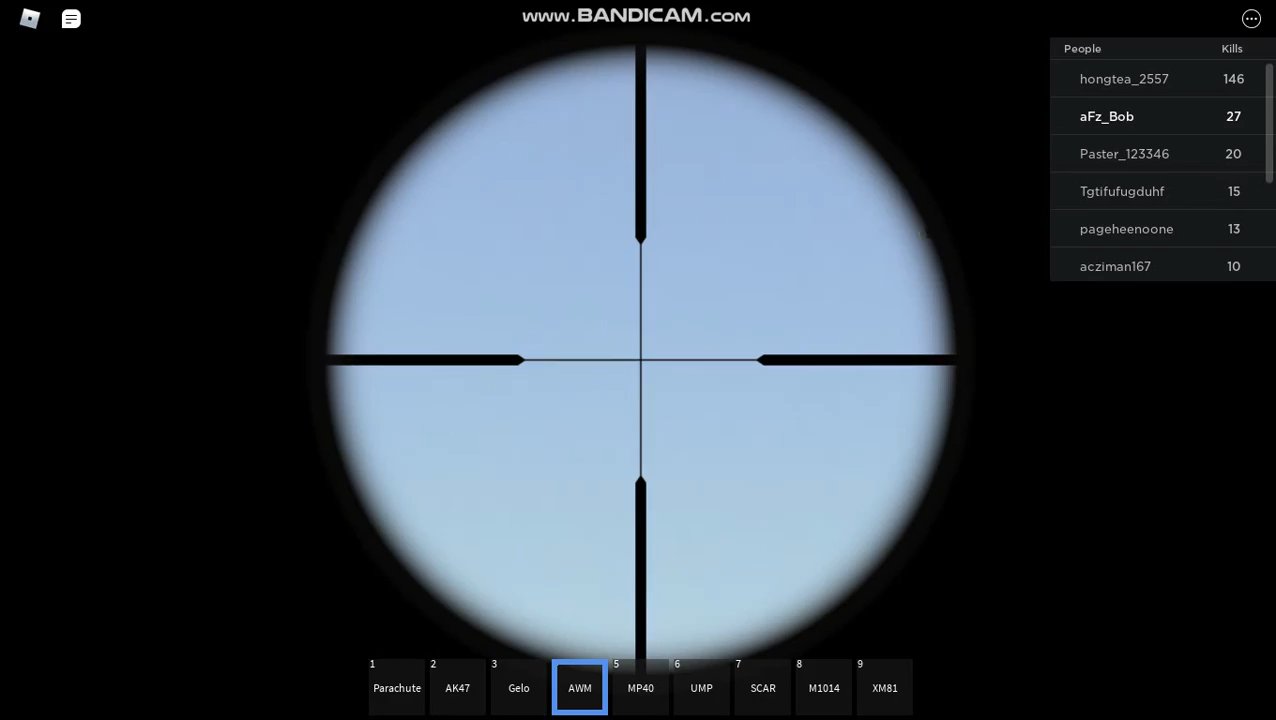 www.BANDICAM.com
People Kills
hongtea_2557 146
aFz_Bob 27
Paster_123346 20
Tgtifufugduhf 15
pageheenoone 13
acziman167 10
1 2 3 5 6 7 8 9
Parachute AK47 Gelo AWM MP40 UMP SCAR M1014 XM81